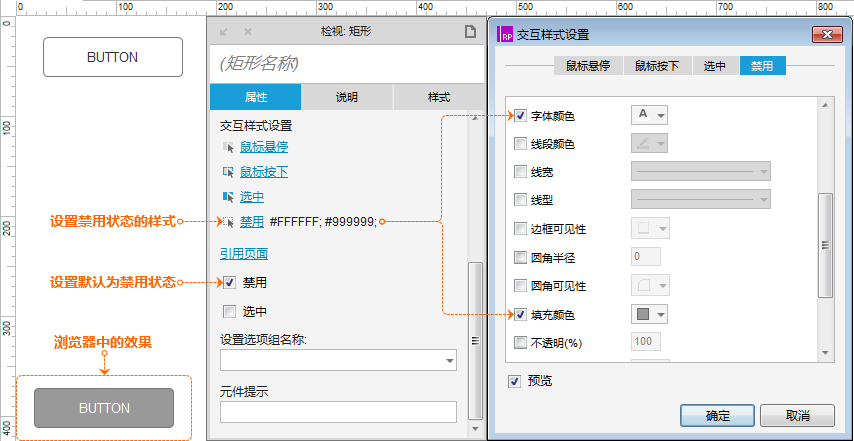 0 100 200 300 400 500 600 700 800
0
100
200
300
400
BUTTON
设置禁用状态的样式
设置默认为禁用状态
浏览器中的效果
BUTTON
检视: 矩形
(矩形名称)
属性 说明 样式
交互样式设置
鼠标悬停
鼠标按下
选中
禁用 #FFFFFF; #999999;
引用页面
禁用
选中
设置选项组名称:
元件提示
RP 交互样式设置
鼠标悬停 鼠标按下 选中 禁用
字体颜色 A
线段颜色
线宽
线型
边框可见性
圆角半径 0
圆角可见性
填充颜色
不透明(%) 100
预览
确定 取消